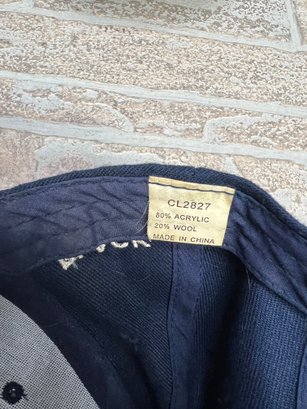 CL2827
80% ACRYLIC
20% WOOL
MADE IN CHINA